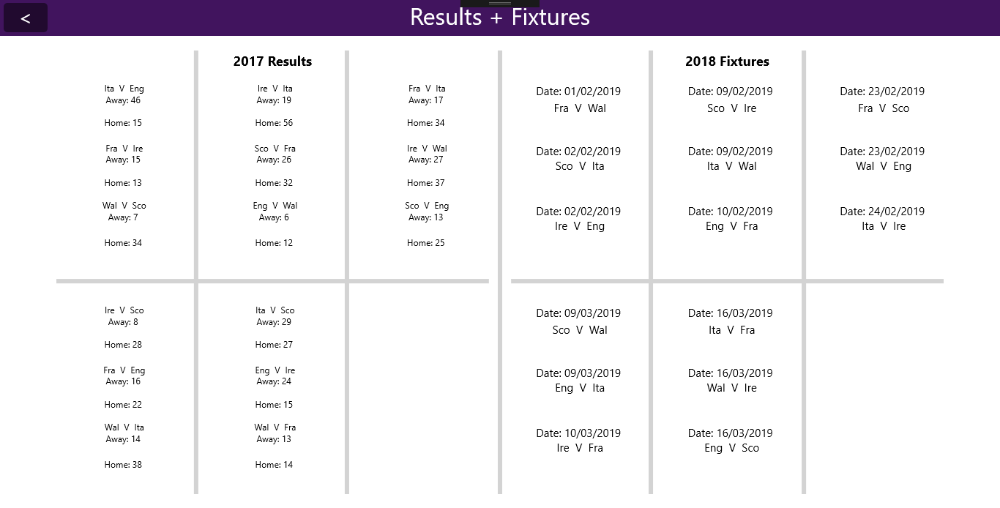 <
Results + Fixtures
2017 Results
Ita V Eng
Away: 46
Home: 15
Fra V Ire
Away: 15
Home: 13
Wal V Sco
Away: 7
Home: 34
Ire V Ita
Away: 19
Home: 56
Sco V Fra
Away: 26
Home: 32
Eng V Wal
Away: 6
Home: 12
Fra V Ita
Away: 17
Home: 34
Ire V Wal
Away: 27
Home: 37
Sco V Eng
Away: 13
Home: 25
Ire V Sco
Away: 8
Home: 28
Fra V Eng
Away: 16
Home: 22
Wal V Ita
Away: 14
Home: 38
Ita V Sco
Away: 29
Home: 27
Eng V Ire
Away: 24
Home: 15
Wal V Fra
Away: 13
Home: 14
2018 Fixtures
Date: 01/02/2019
Fra V Wal
Date: 02/02/2019
Sco V Ita
Date: 02/02/2019
Ire V Eng
Date: 09/02/2019
Sco V Ire
Date: 09/02/2019
Ita V Wal
Date: 10/02/2019
Eng V Fra
Date: 23/02/2019
Fra V Sco
Date: 23/02/2019
Wal V Eng
Date: 24/02/2019
Ita V Ire
Date: 09/03/2019
Sco V Wal
Date: 09/03/2019
Eng V Ita
Date: 10/03/2019
Ire V Fra
Date: 16/03/2019
Ita V Fra
Date: 16/03/2019
Wal V Ire
Date: 16/03/2019
Eng V Sco